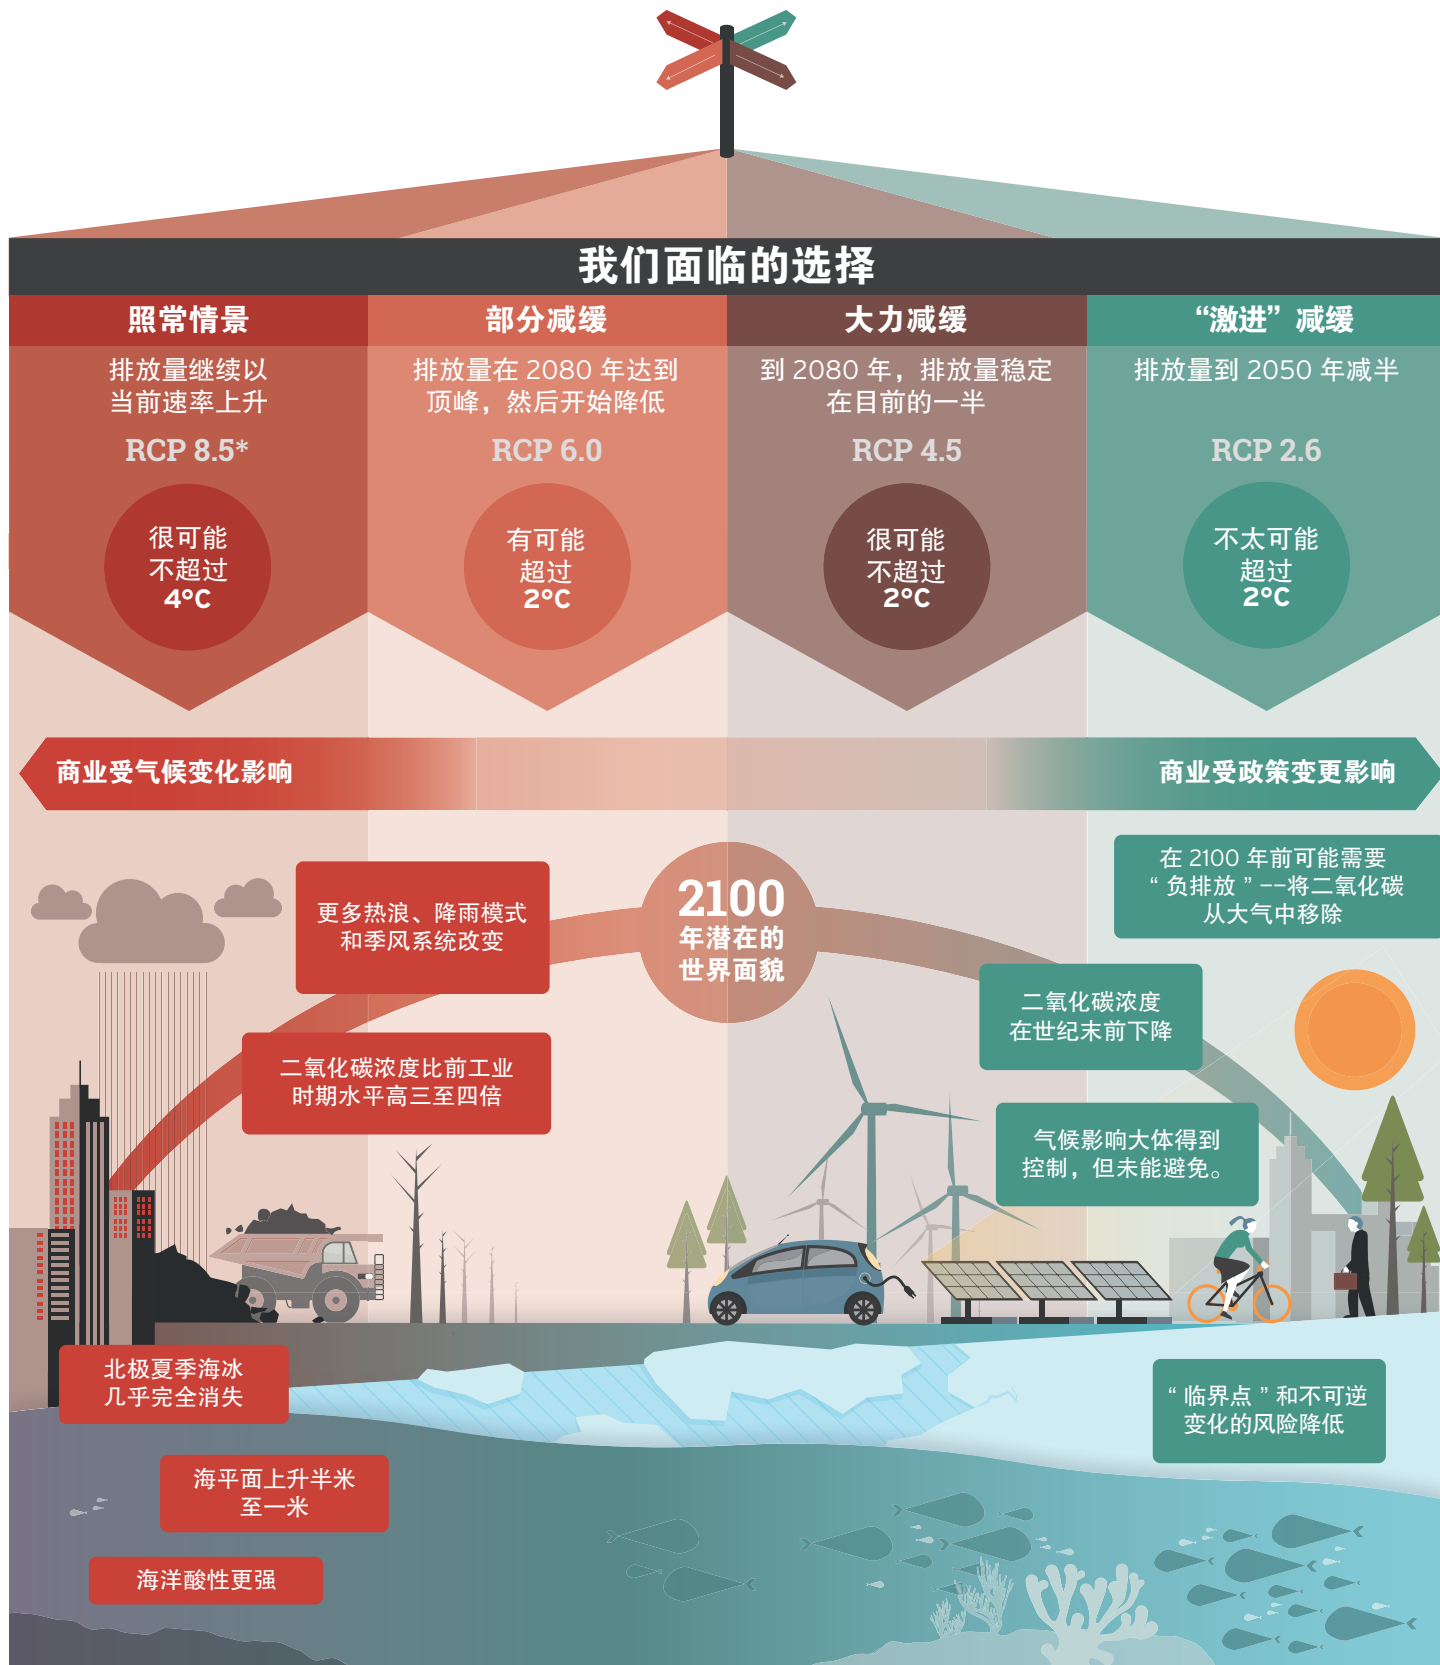 我们面临的选择
照常情景
排放量继续以
当前速率上升
RCP 8.5*
很可能
不超过
4°C
部分减缓
排放量在 2080 年达到
顶峰，然后开始降低
RCP 6.0
有可能
超过
2°C
大力减缓
到 2080 年，排放量稳定
在目前的一半
RCP 4.5
很可能
不超过
2°C
“激进”减缓
排放量到 2050 年减半
RCP 2.6
不太可能
超过
2°C
商业受气候变化影响
商业受政策变更影响
2100
年潜在的
世界面貌
更多热浪、降雨模式
和季风系统改变
二氧化碳浓度比前工业
时期水平高三至四倍
北极夏季海冰
几乎完全消失
海平面上升半米
至一米
海洋酸性更强
在 2100 年前可能需要
“负排放”--将二氧化碳
从大气中移除
二氧化碳浓度
在世纪末前下降
气候影响大体得到
控制，但未能避免。
“临界点”和不可逆
变化的风险降低